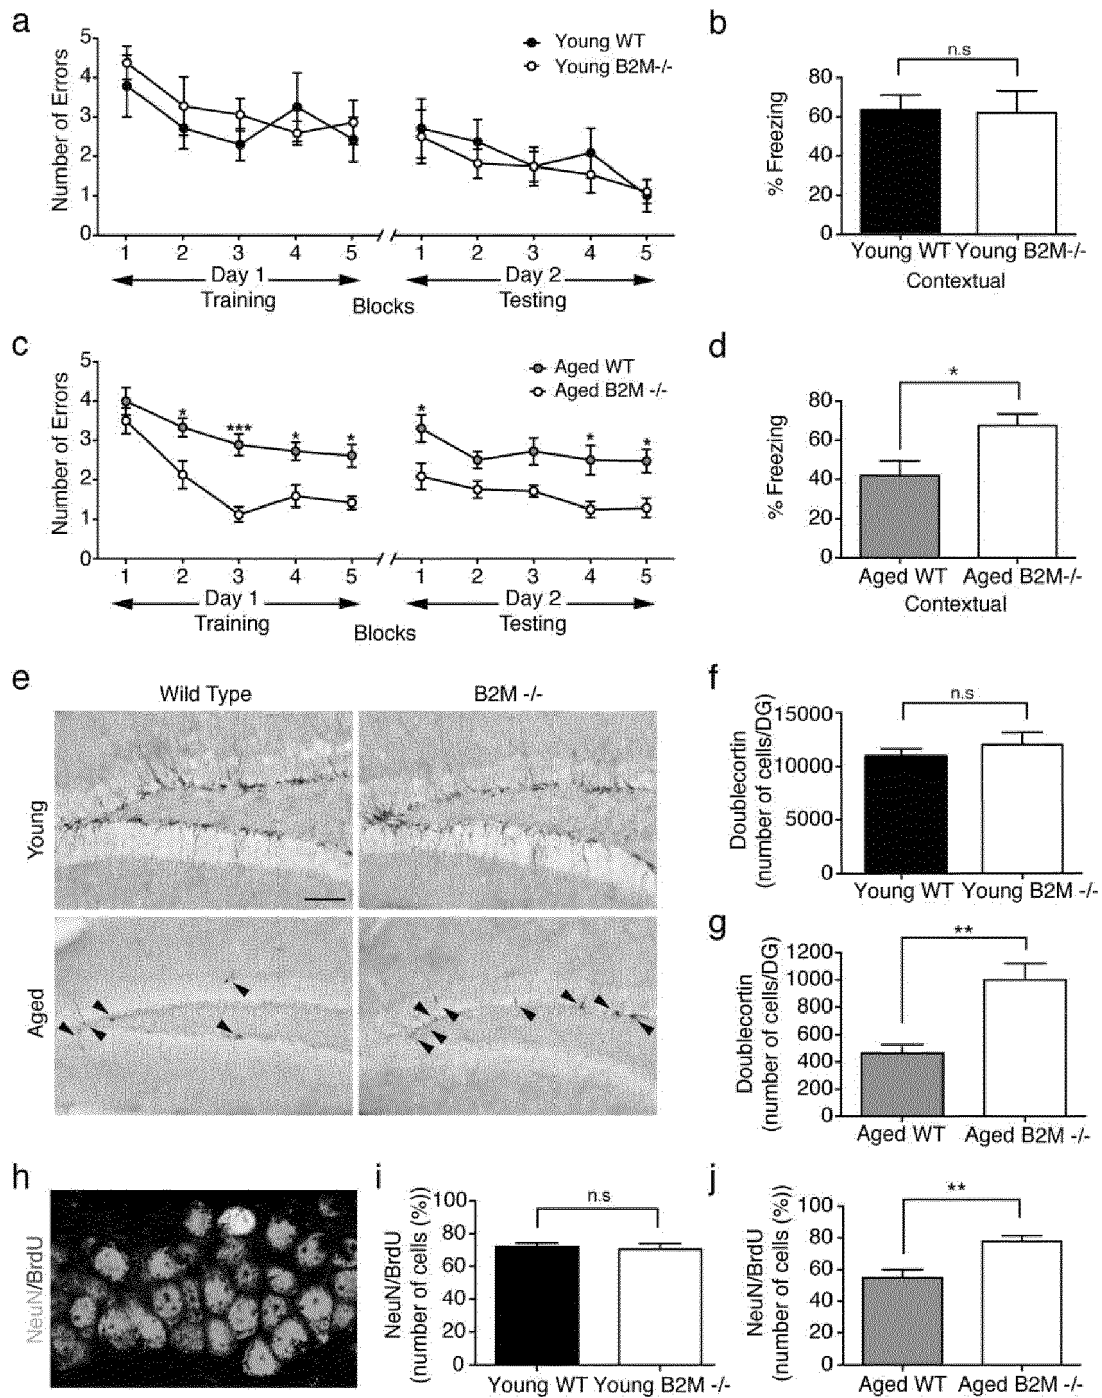 a
Number of Errors
5
4
3
2
1
0
Young WT
Young B2M-/-
1 2 3 4 5 1 2 3 4 5
Day 1 Day 2
Training Blocks Testing
b
n.s
% Freezing
80
60
40
20
0
Young WT Young B2M-/-
Contextual
c
Number of Errors
5
4
3
2
1
0
Aged WT
Aged B2M -/-
* *** * * * * *
1 2 3 4 5 1 2 3 4 5
Day 1 Day 2
Training Blocks Testing
d
*
% Freezing
80
60
40
20
0
Aged WT Aged B2M-/-
Contextual
e
Wild Type B2M -/-
Young
Aged
f
n.s
Doublecortin
(number of cells/DG)
15000
10000
5000
0
Young WT Young B2M -/-
g
**
Doublecortin
(number of cells/DG)
1200
1000
800
600
400
200
0
Aged WT Aged B2M -/-
h
NeuN/BrdU
i
n.s
NeuN/BrdU
(number of cells (%))
100
80
60
40
20
0
Young WT Young B2M -/-
j
**
NeuN/BrdU
(number of cells (%))
100
80
60
40
20
0
Aged WT Aged B2M -/-